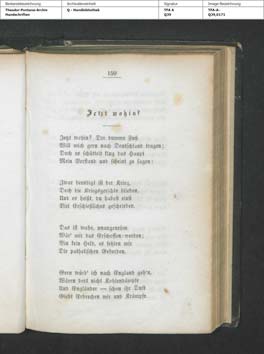 Bestandsbezeichnung
Archivalieneinheit
Signatur
Image-Bezeichnung
Theodor-Fontane-Archiv
Handschriften
Q - Handbibliothek
TFA A
Q39
TFA-A-
Q39,0171
159
Jetzt wohin?
Jetzt wohin? Der dumme Fuß
Will mich gern nach Deutschland tragen;
Doch es schüttelt klug das Haupt
Mein Verstand und scheint zu sagen:
Zwar beendigt ist der Krieg,
Doch die Kriegsgerichte blieben,
Und es heißt, du habest einst
Viel Erschießliches geschrieben.
Das ist wahr, unangenehm
Wär' mir das Erschossen-werden;
Bin kein Held, es fehlen mir
Die pathetischen Geberden.
Gern würd' ich nach England gehn,
Wären dort nicht Kohlendämpfe
Und Engländer — schon ihr Duft
Giebt Erbrechen mir und Krämpfe.